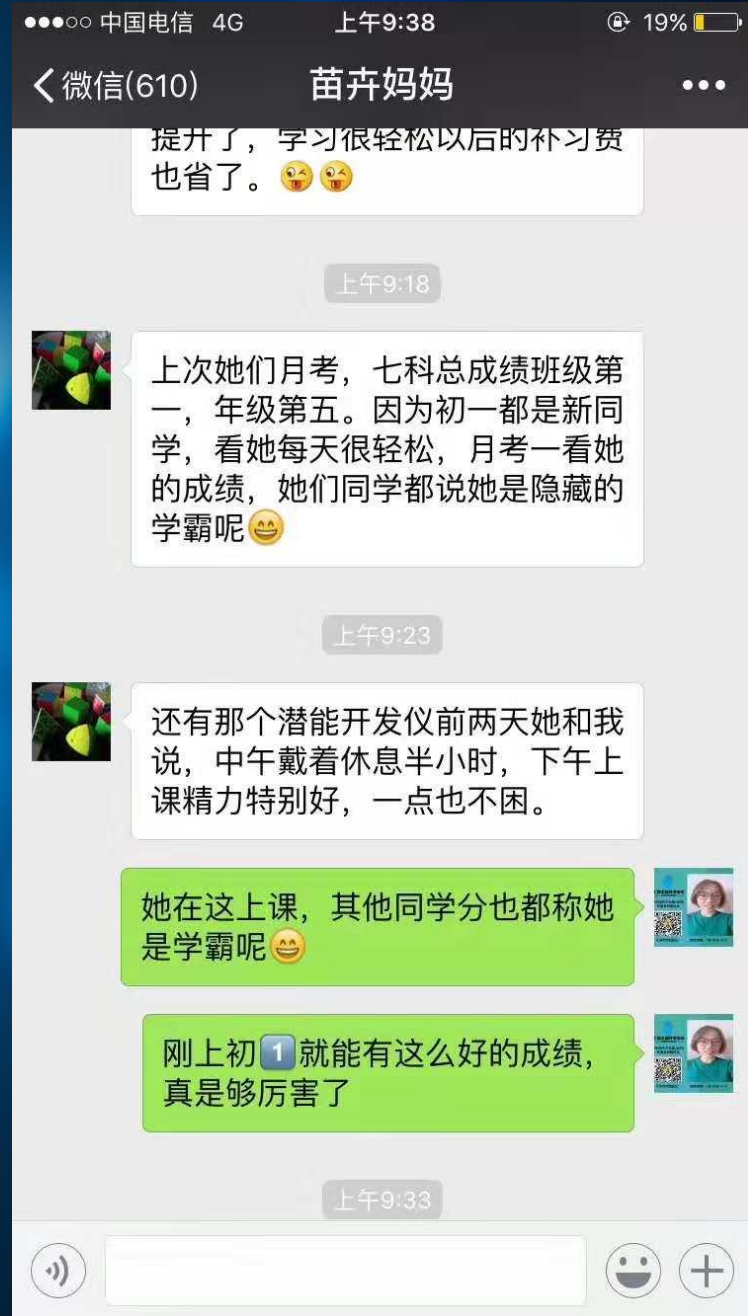 中国电信 4G 上午9:38 19%
微信(610) 苗卉妈妈
提升了，学习很轻松以后的补习费
也省了。😜😜
上午9:18
上次她们月考，七科总成绩班级第
一，年级第五。因为初一都是新同
学，看她每天很轻松，月考一看她
的成绩，她们同学都说她是隐藏的
学霸呢😄
上午9:23
还有那个潜能开发仪前两天她和我
说，中午戴着休息半小时，下午上
课精力特别好，一点也不困。
她在这上课，其他同学分也都称她
是学霸呢😄
刚上初1️⃣就能有这么好的成绩，
真是够厉害了
上午9:33